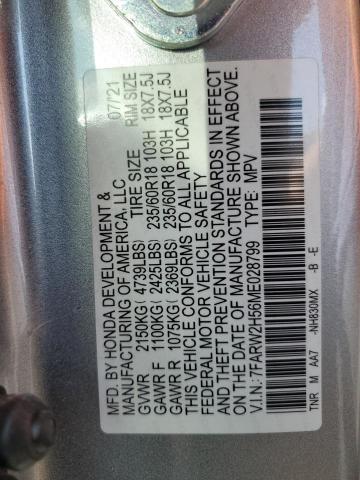 MFD. BY HONDA DEVELOPMENT & 07/21
MANUFACTURING OF AMERICA, LLC.
TIRE SIZE RIM SIZE
GVWR 2150KG( 4739LBS)
GAWR F 1100KG( 2425LBS) 235/60R18 103H 18X7.5J
GAWR R 1075KG( 2369LBS) 235/60R18 103H 18X7.5J
THIS VEHICLE CONFORMS TO ALL APPLICABLE
FEDERAL MOTOR VEHICLE SAFETY
AND THEFT PREVENTION STANDARDS IN EFFECT
ON THE DATE OF MANUFACTURE SHOWN ABOVE.
V.I.N.: 7FARW2H56ME028799 TYPE: MPV
TNR M AA7 -NH830MX -B -E